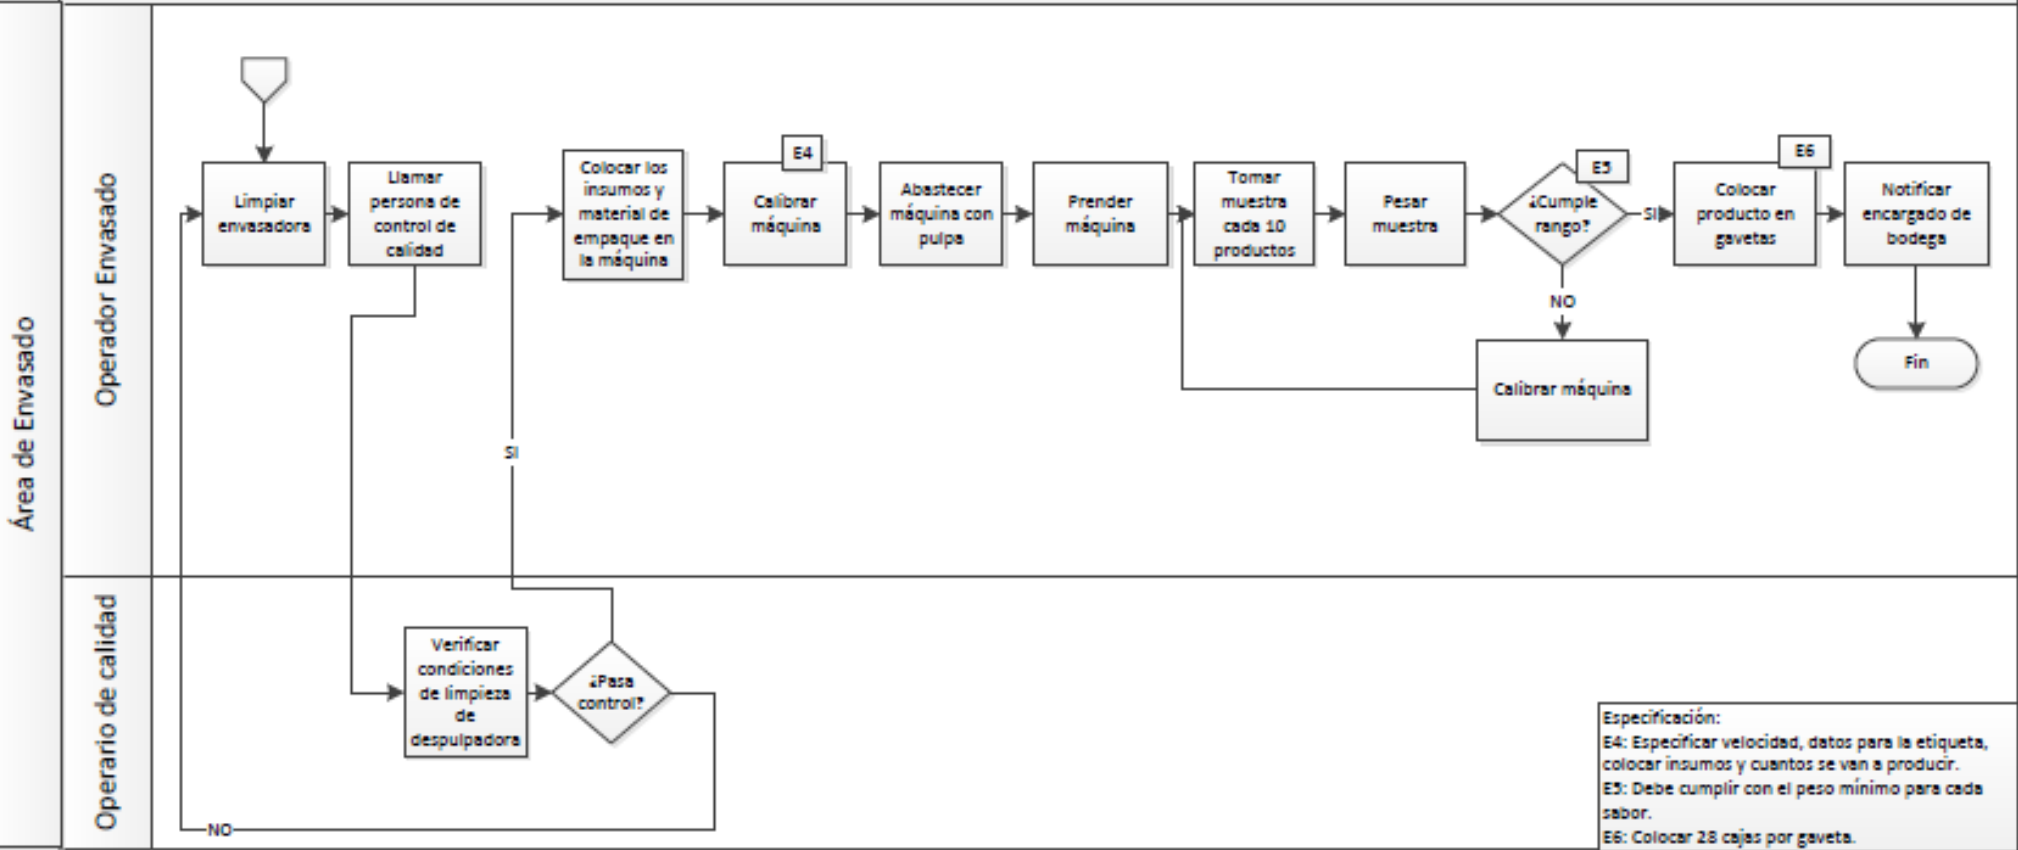 Área de Envasado
Operador Envasado
Limpiar
envasadora
Llamar
persona de
control de
calidad
Colocar los
insumos y
material de
empaque en
la máquina
E4
Calibrar
máquina
Abastecer
máquina con
pulpa
Prender
máquina
Tomar
muestra
cada 10
productos
Pesar
muestra
E5
¿Cumple
rango?
SI
NO
Calibrar máquina
E6
Colocar
producto en
gavetas
Notificar
encargado de
bodega
Fin
SI
Operario de calidad
Verificar
condiciones
de limpieza
de
despulpadora
¿Pasa
control?
NO
Especificación:
E4: Especificar velocidad, datos para la etiqueta,
colocar insumos y cuantos se van a producir.
E5: Debe cumplir con el peso mínimo para cada
sabor.
E6: Colocar 28 cajas por gaveta.